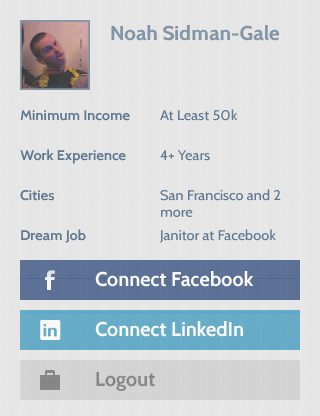 Noah Sidman-Gale
Minimum Income At Least 50k
Work Experience 4+ Years
Cities San Francisco and 2
more
Dream Job Janitor at Facebook
f Connect Facebook
in Connect LinkedIn
Logout